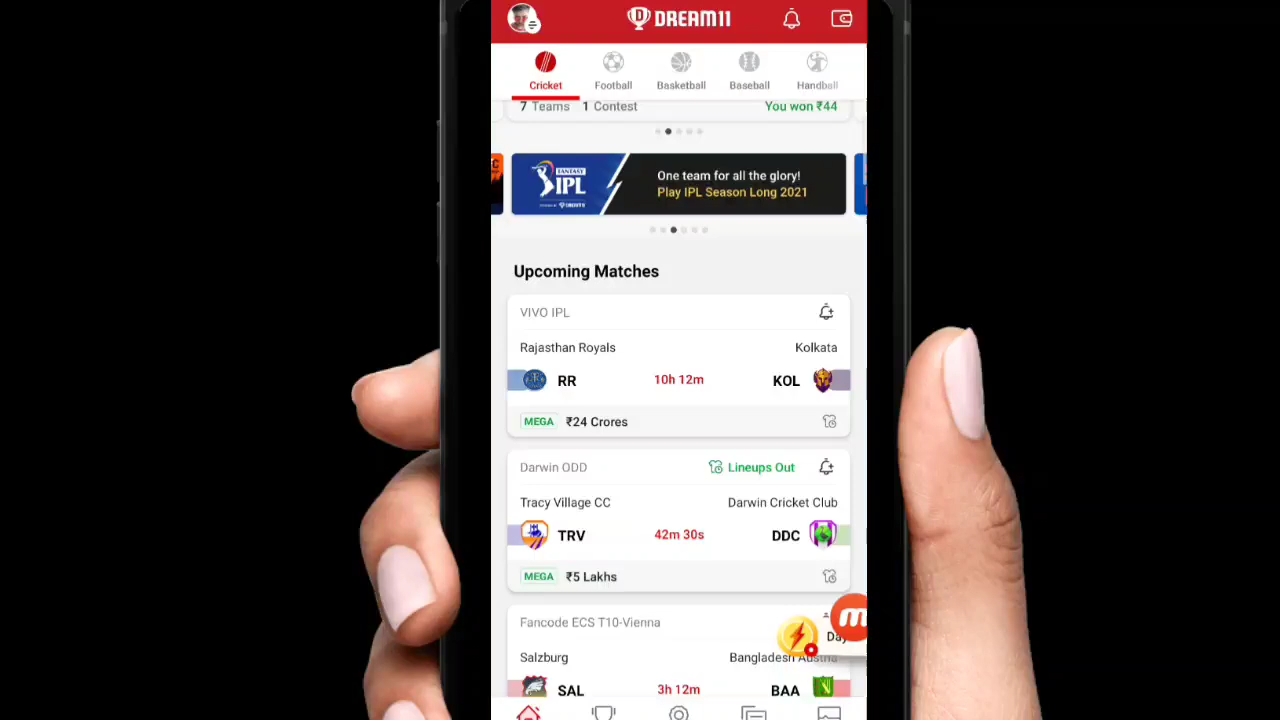 DREAM11
Cricket
Football
Basketball
Baseball
Handball
7 Teams 1 Contest
You won ₹44
FANTASY
IPL
One team for all the glory!
Play IPL Season Long 2021
Upcoming Matches
VIVO IPL
Rajasthan Royals
Kolkata
RR
10h 12m
KOL
MEGA ₹24 Crores
Darwin ODD
Lineups Out
Tracy Village CC
Darwin Cricket Club
TRV
42m 30s
DDC
MEGA ₹5 Lakhs
Fancode ECS T10-Vienna
Salzburg
Bangladesh Austria
SAL
3h 12m
BAA